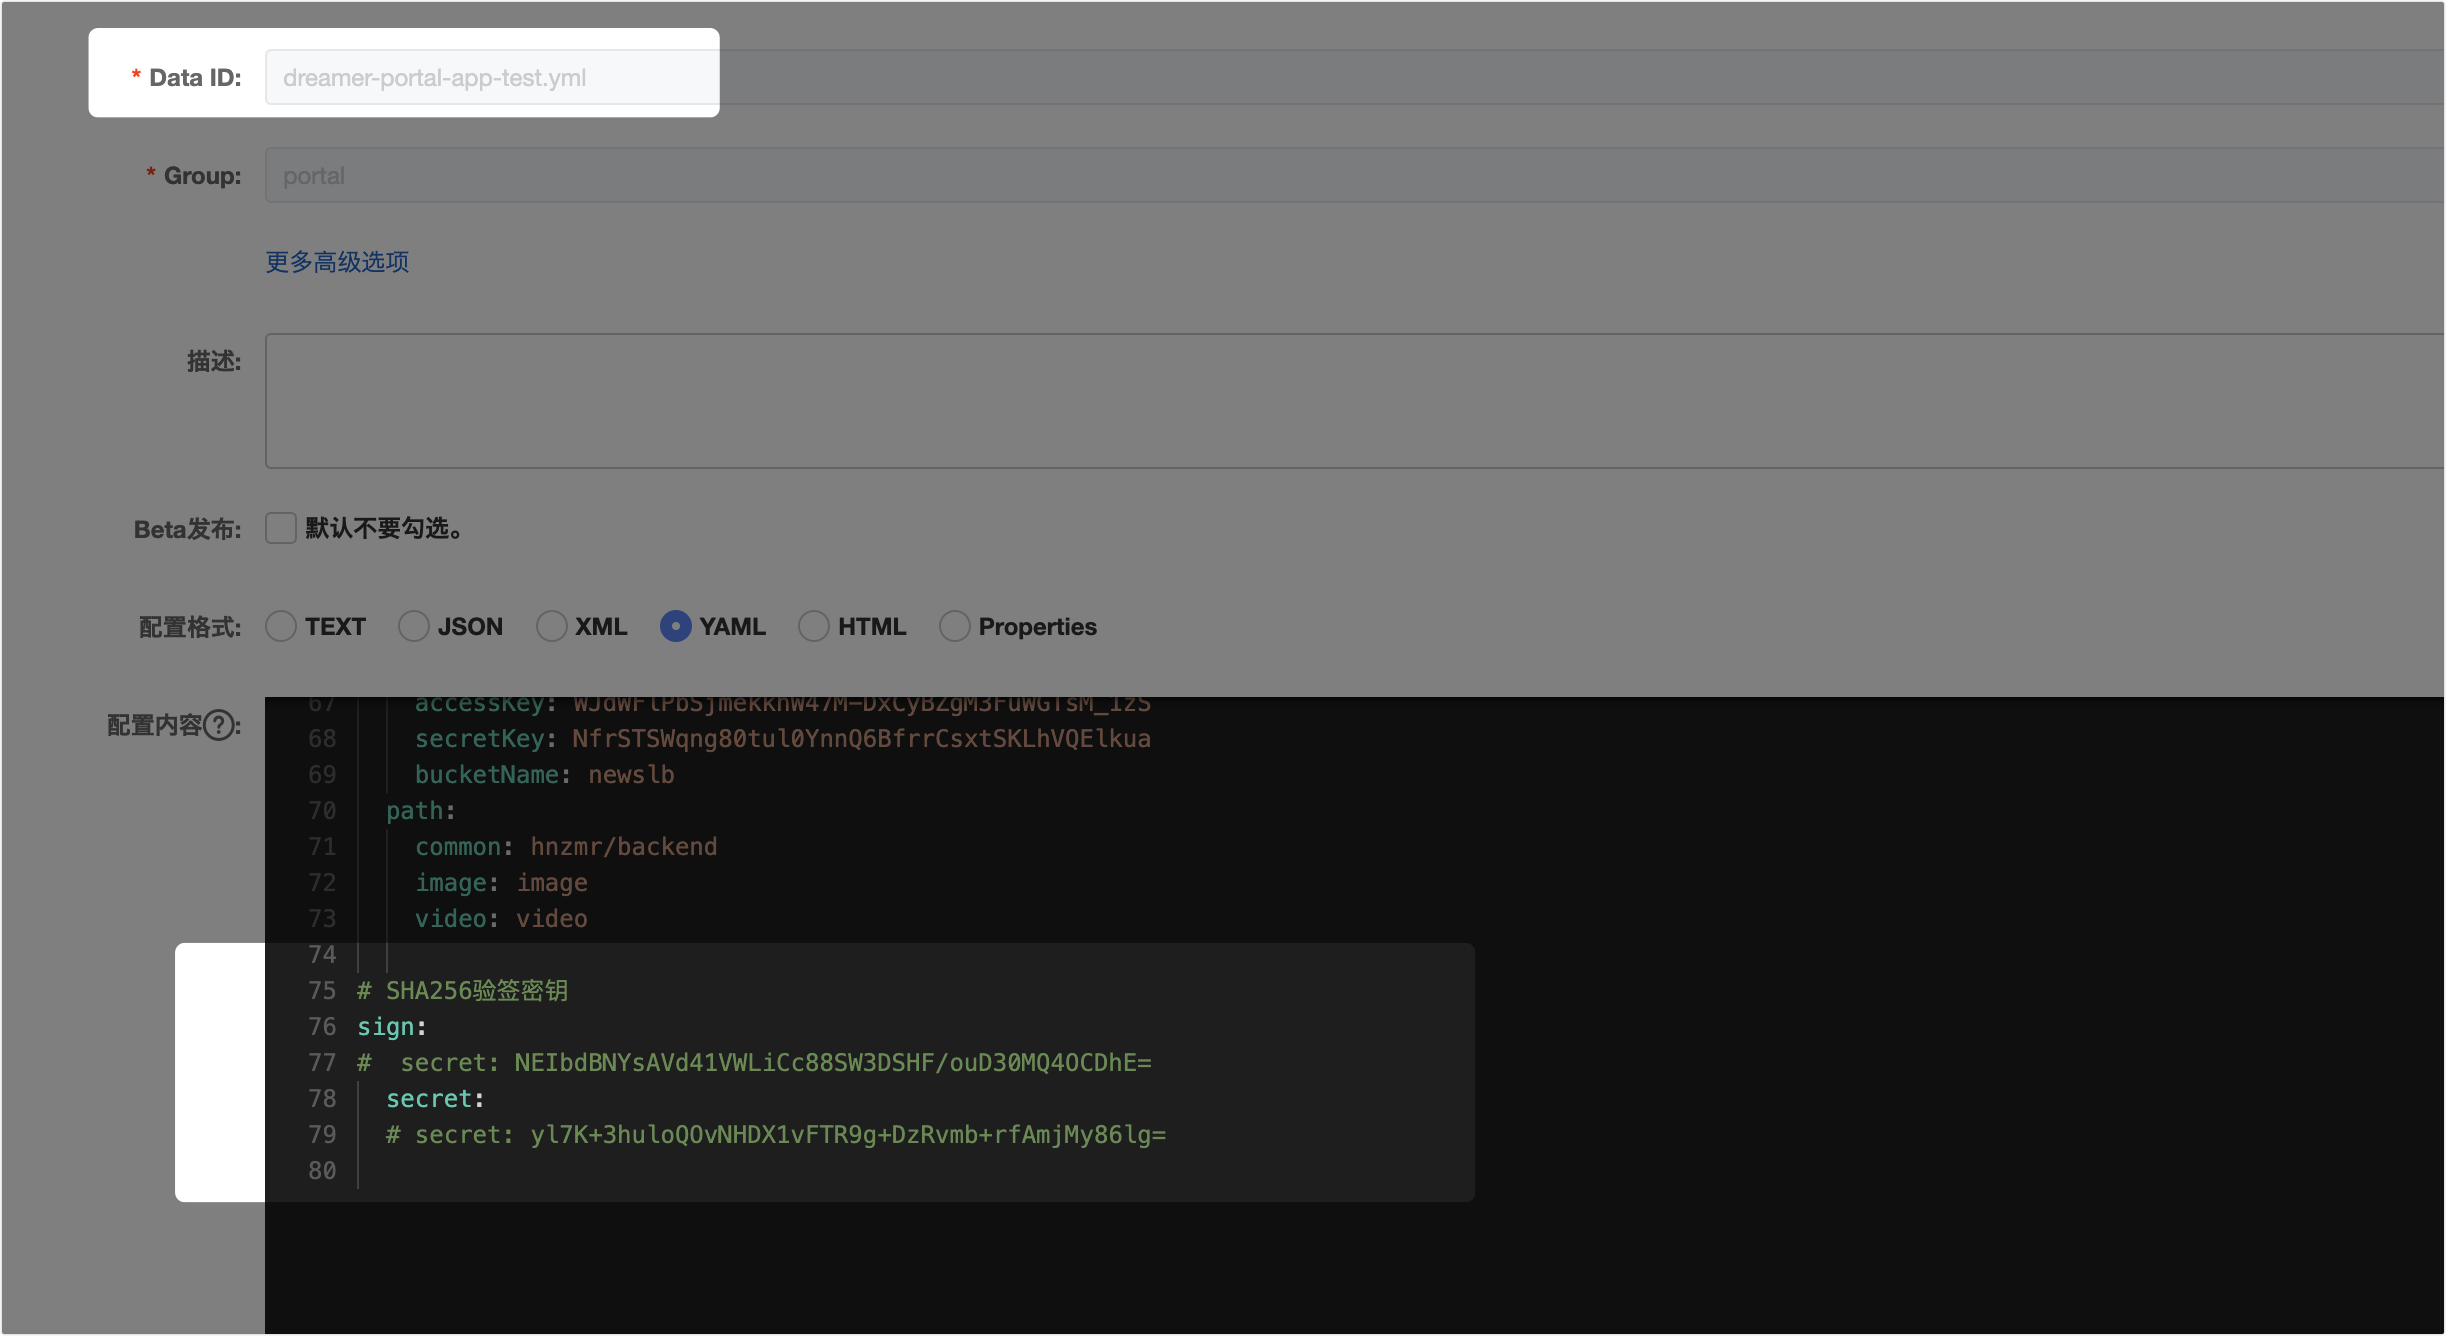 * Data ID: dreamer-portal-app-test.yml
* Group: portal
更多高级选项
描述:
Beta发布: 默认不要勾选。
配置格式: TEXT JSON XML YAML HTML Properties
配置内容?:
67 accessKey:
68 secretKey: NfrSTSWqng80tul0YnnQ6BfrrCsxtSKLhVQElkua
69 bucketName: newslb
70 path:
71 common: hnzmr/backend
72 image: image
73 video: video
74
75 # SHA256验签密钥
76 sign:
77 #  secret: NEIbdBNYsAVd41VWLiCc88SW3DSHF/ouD30MQ4OCDhE=
78 secret:
79 # secret: yl7K+3huloQOvNHDX1vFTR9g+DzRvmb+rfAmjMy86lg=
80